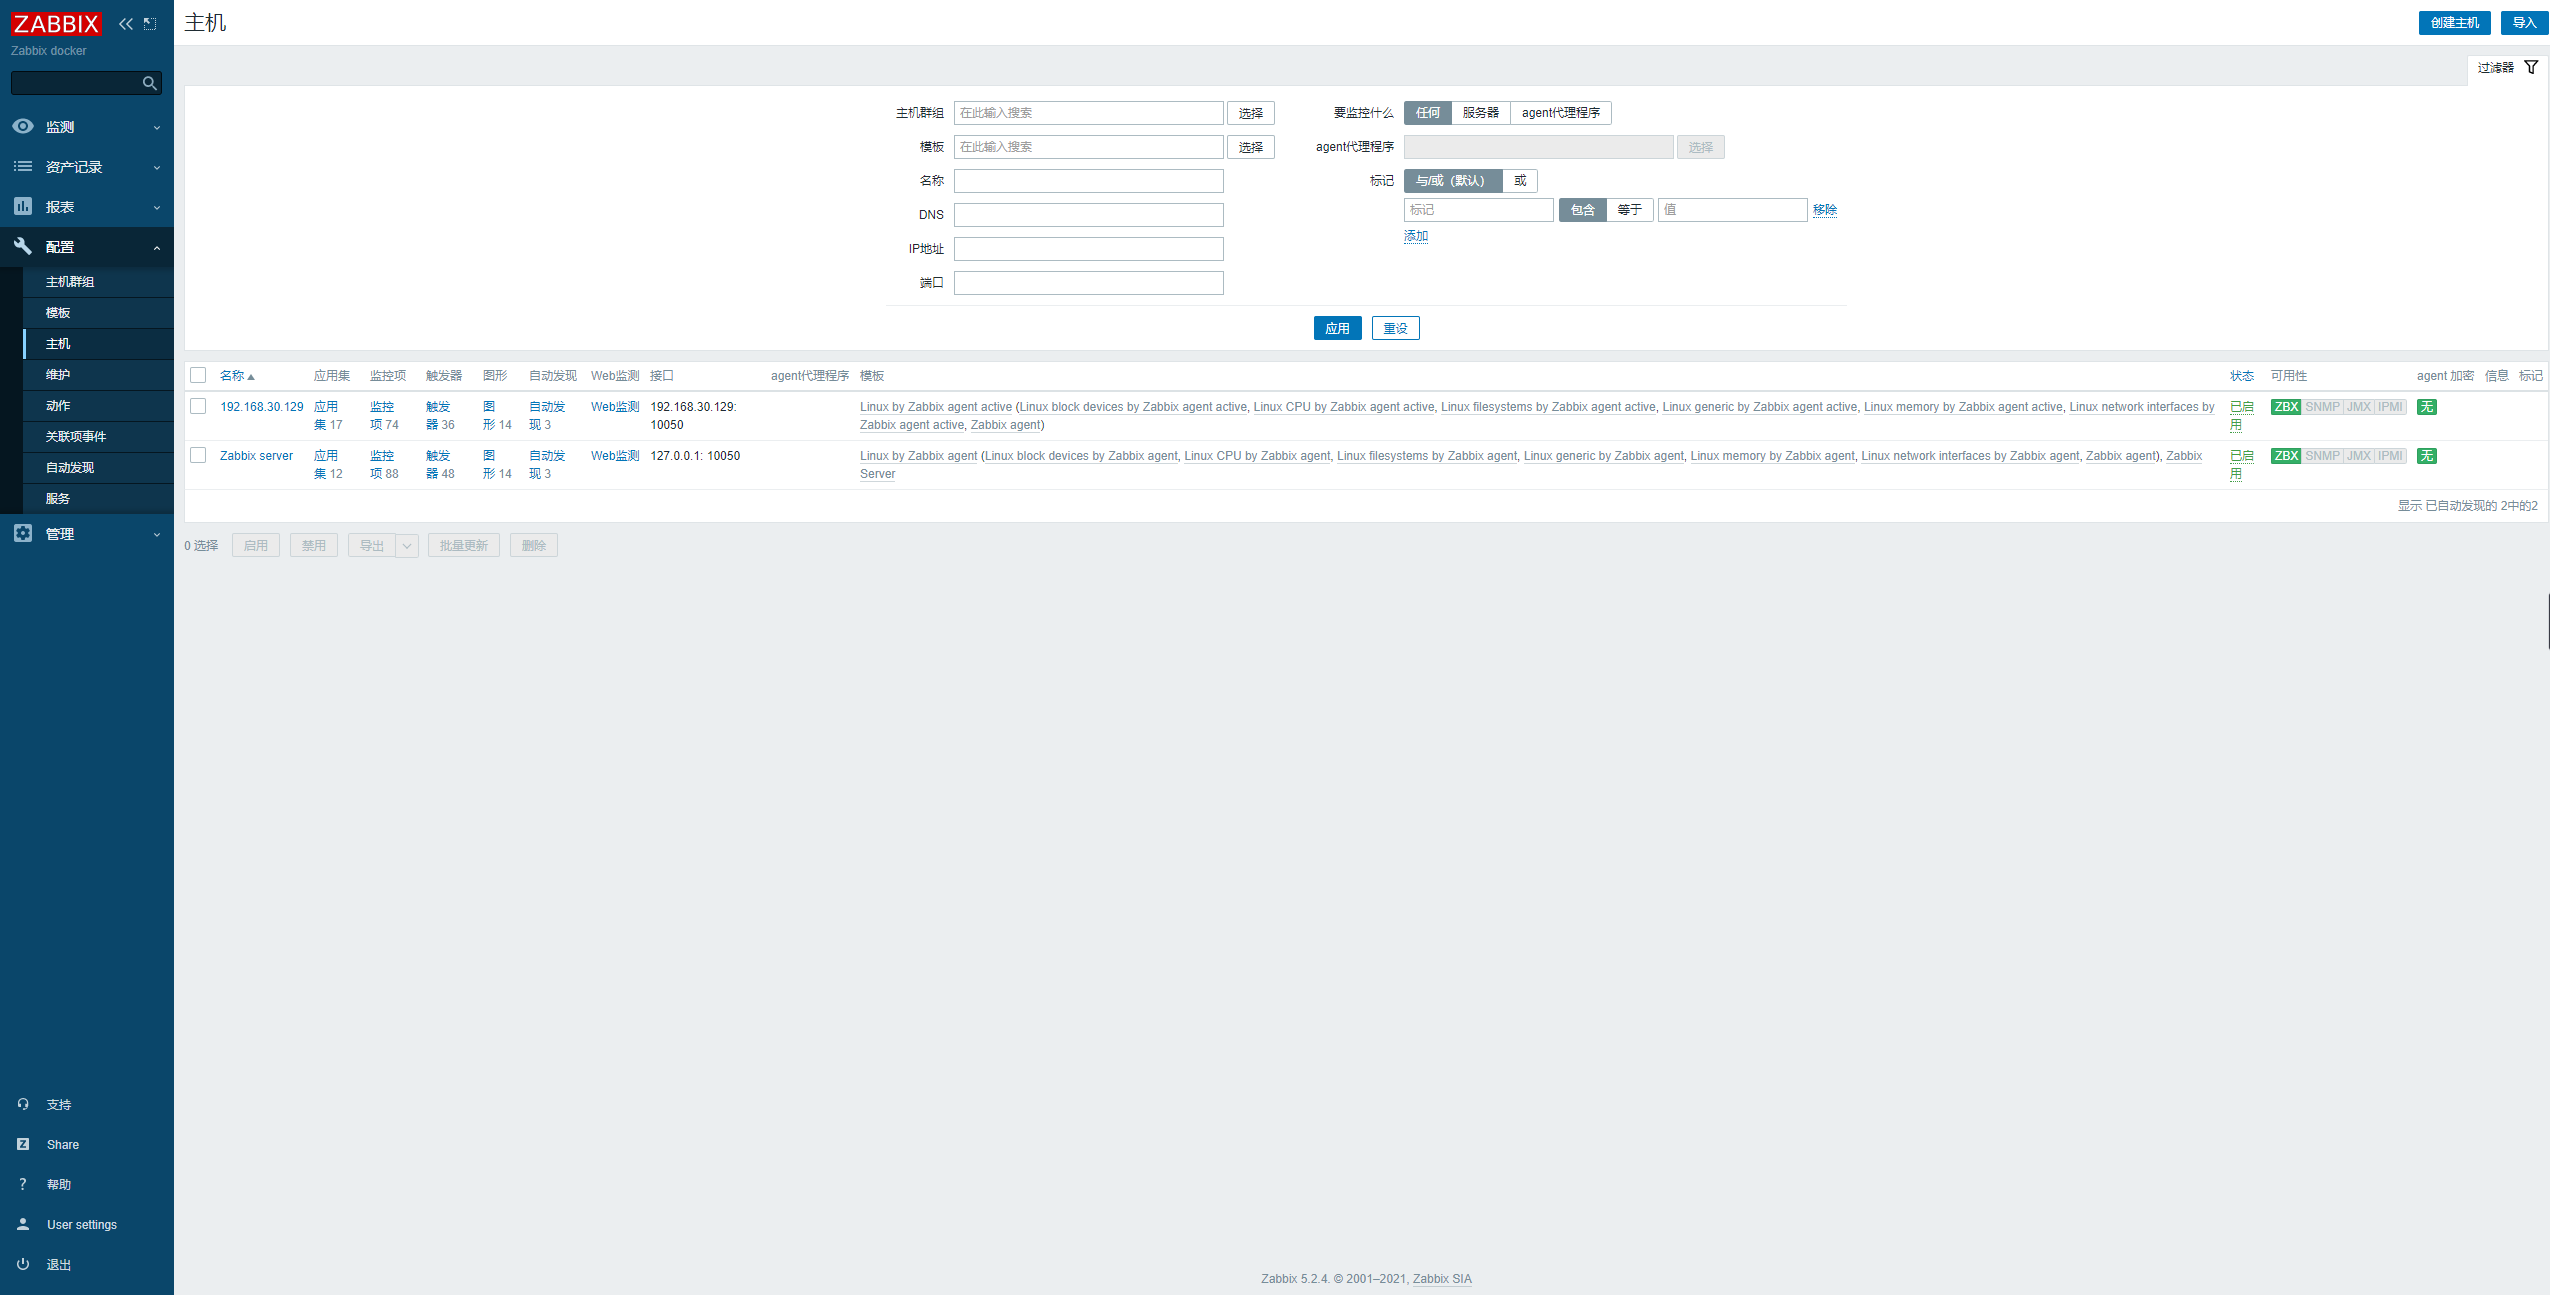 ZABBIX
Zabbix docker
监测
资产记录
报表
配置
主机群组
模板
主机
维护
动作
关联项事件
自动发现
服务
管理
支持
Share
帮助
User settings
退出
主机
创建主机 导入
过滤器
主机群组 在此输入搜索 选择 要监控什么 任何 服务器 agent代理程序
模板 在此输入搜索 选择 agent代理程序 选择
名称 标记 与/或（默认） 或
标记 包含 等于 值 移除
DNS
添加
IP地址
端口
应用 重设
名称 应用集 监控项 触发器 图形 自动发现 Web监测 接口 agent代理程序 模板 状态 可用性 agent 加密 信息 标记
192.168.30.129 应用 监控 触发 图 自动发 Web监测 192.168.30.129: Linux by Zabbix agent active (Linux block devices by Zabbix agent active, Linux CPU by Zabbix agent active, Linux filesystems by Zabbix agent active, Linux generic by Zabbix agent active, Linux memory by Zabbix agent active, Linux network interfaces by 已启 ZBX SNMP JMX IPMI 无
集 17 项 74 器 36 形 14 现 3 10050 Zabbix agent active, Zabbix agent) 用
Zabbix server 应用 监控 触发 图 自动发 Web监测 127.0.0.1: 10050 Linux by Zabbix agent (Linux block devices by Zabbix agent, Linux CPU by Zabbix agent, Linux filesystems by Zabbix agent, Linux generic by Zabbix agent, Linux memory by Zabbix agent, Linux network interfaces by Zabbix agent, Zabbix agent), Zabbix 已启 ZBX SNMP JMX IPMI 无
集 12 项 88 器 48 形 14 现 3 Server 用
显示 已自动发现的 2中的2
0 选择 启用 禁用 导出 批量更新 删除
Zabbix 5.2.4. © 2001–2021, Zabbix SIA